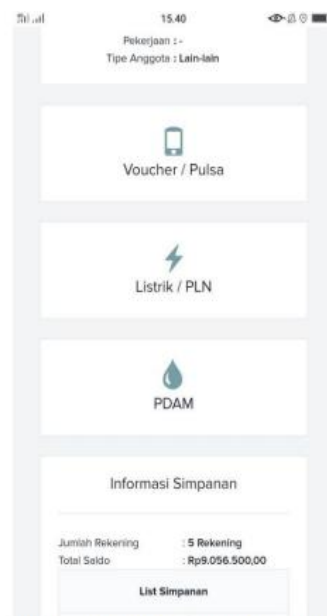 15.40
Pekerjaan : -
Tipe Anggota : Lain-lain
Voucher / Pulsa
Listrik / PLN
PDAM
Informasi Simpanan
Jumlah Rekening : 5 Rekening
Total Saldo : Rp9.056.500,00
List Simpanan